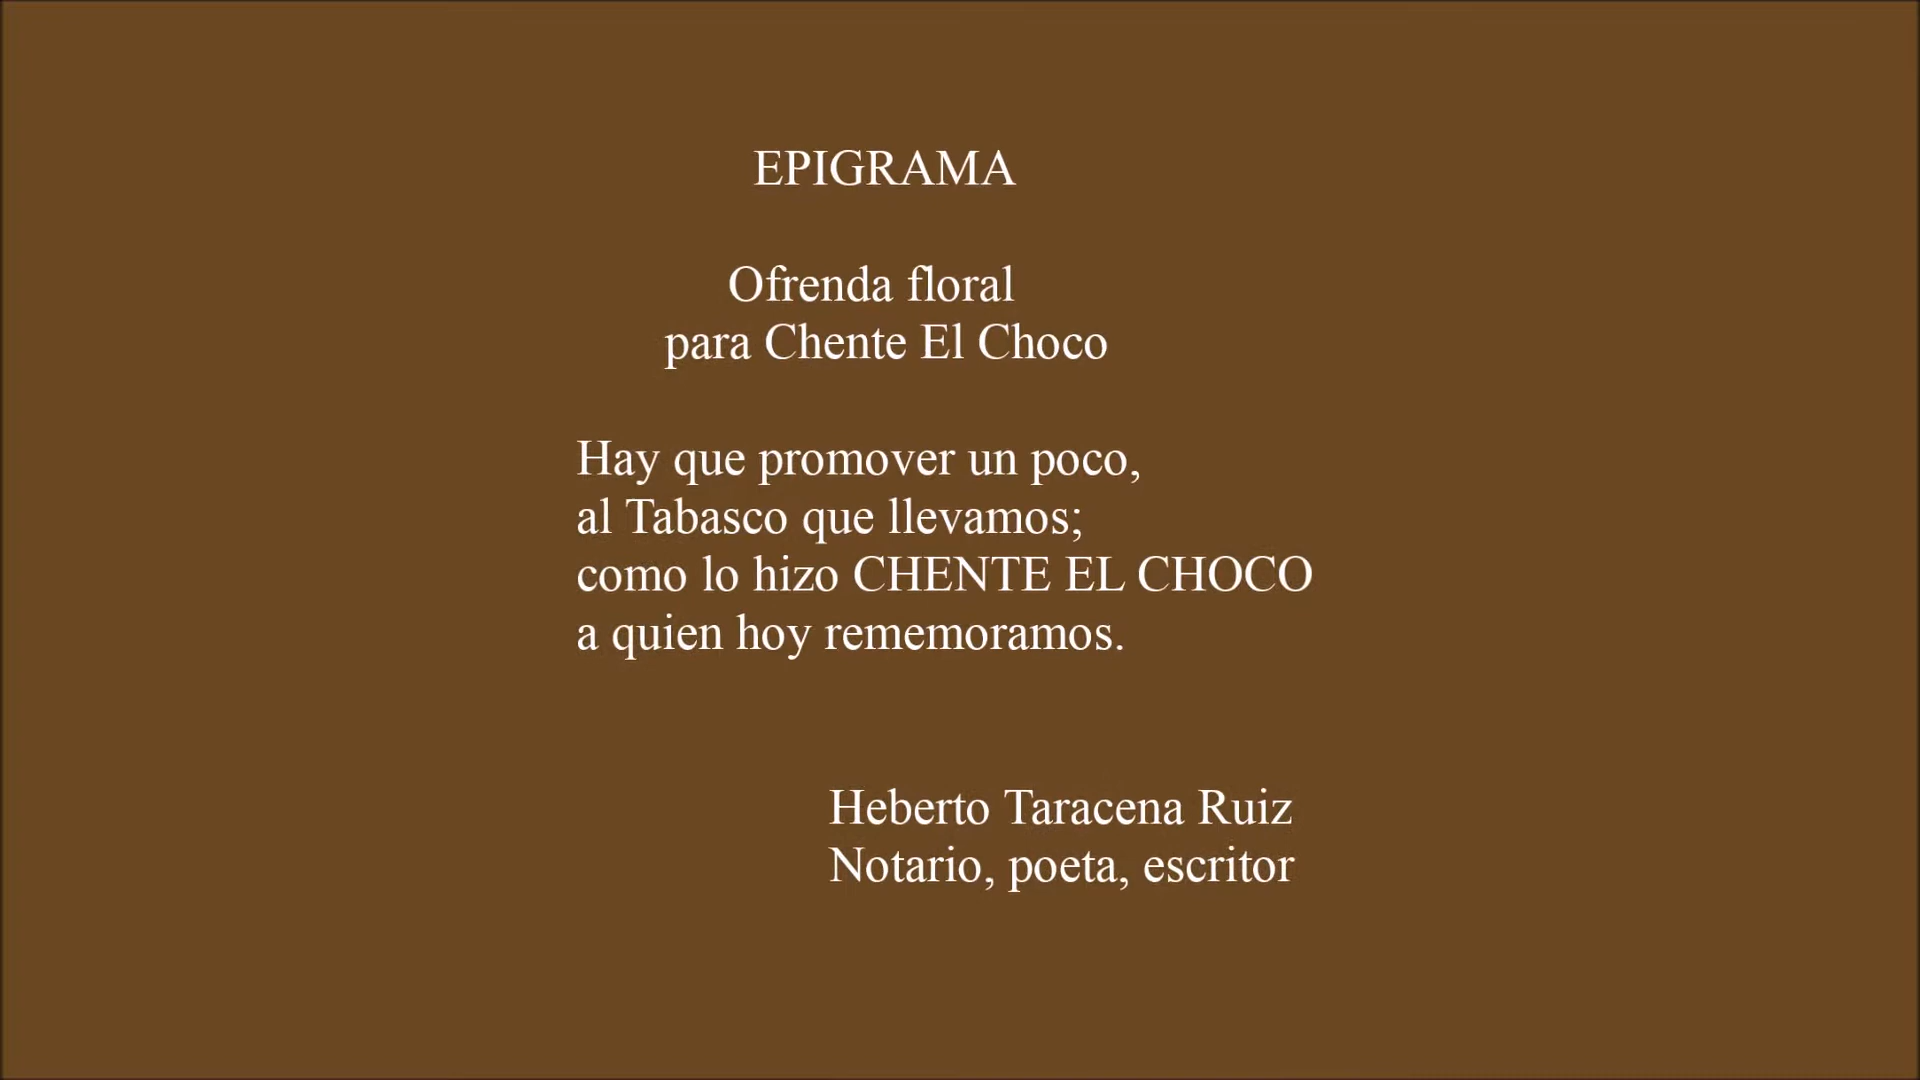 EPIGRAMA
Ofrenda floral
para Chente El Choco
Hay que promover un poco,
al Tabasco que llevamos;
como lo hizo CHENTE EL CHOCO
a quien hoy rememoramos.
Heberto Taracena Ruiz
Notario, poeta, escritor